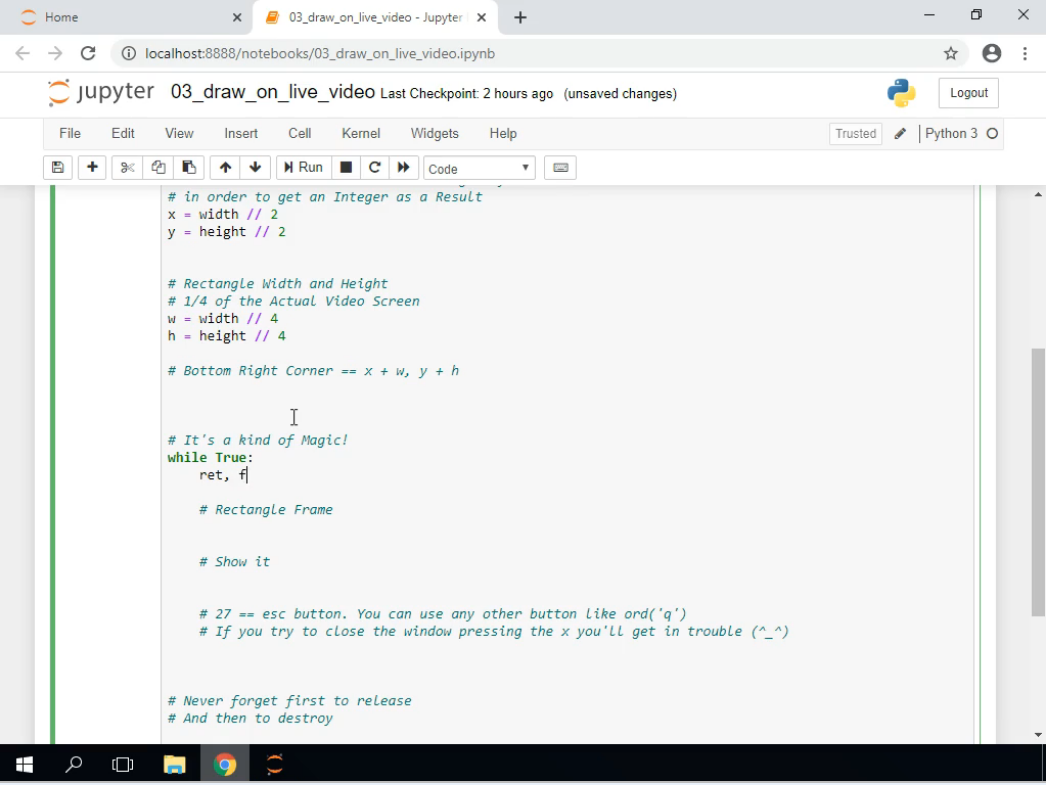 Home
03_draw_on_live_video - Jupyter
localhost:8888/notebooks/03_draw_on_live_video.ipynb
jupyter 03_draw_on_live_video Last Checkpoint: 2 hours ago (unsaved changes)
Logout
File Edit View Insert Cell Kernel Widgets Help
Trusted Python 3
Run Code
# in order to get an Integer as a Result
x = width // 2
y = height // 2
# Rectangle Width and Height
# 1/4 of the Actual Video Screen
w = width // 4
h = height // 4
# Bottom Right Corner == x + w, y + h
# It's a kind of Magic!
while True:
ret, f
# Rectangle Frame
# Show it
# 27 == esc button. You can use any other button like ord('q')
# If you try to close the window pressing the x you'll get in trouble (^_^)
# Never forget first to release
# And then to destroy